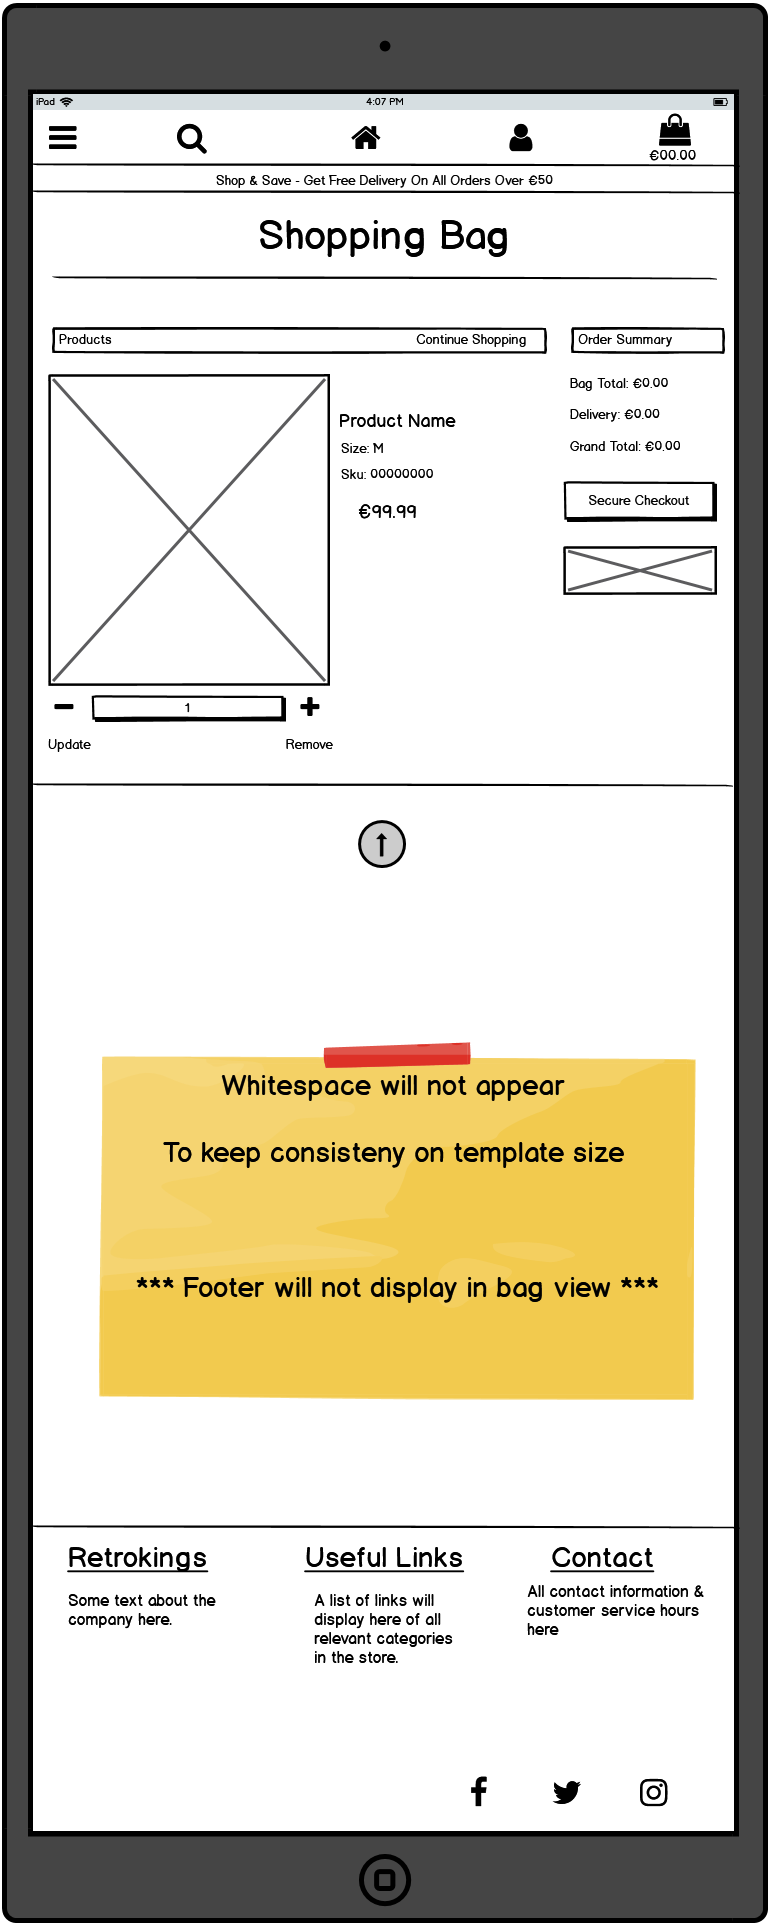 iPad
4:07 PM
€00.00
Shop & Save - Get Free Delivery On All Orders Over €50
Shopping Bag
Products
Continue Shopping
Order Summary
Bag Total: €0.00
Delivery: €0.00
Grand Total: €0.00
Product Name
Size: M
Sku: 00000000
€99.99
Secure Checkout
1
Update
Remove
Whitespace will not appear
To keep consisteny on template size
*** Footer will not display in bag view ***
Retrokings
Some text about the
company here.
Useful Links
A list of links will
display here of all
relevant categories
in the store.
Contact
All contact information &
customer service hours
here